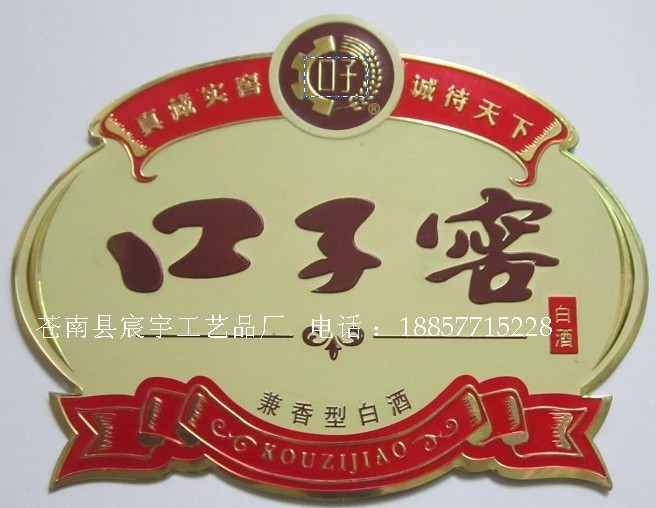 口子
®
真藏实窖 诚待天下
口子窖
白酒
苍南县宸宇工艺品厂 电话：18857715228
兼香型白酒
KOUZIJIAO